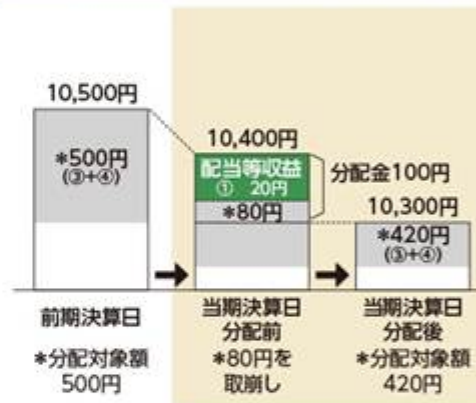 10,500円
*500円
(③+④)
10,400円
配当等収益
① 20円
*80円
分配金100円
10,300円
*420円
(③+④)
前期決算日
*分配対象額
500円
当期決算日
分配前
*80円を
取崩し
当期決算日
分配後
*分配対象額
420円